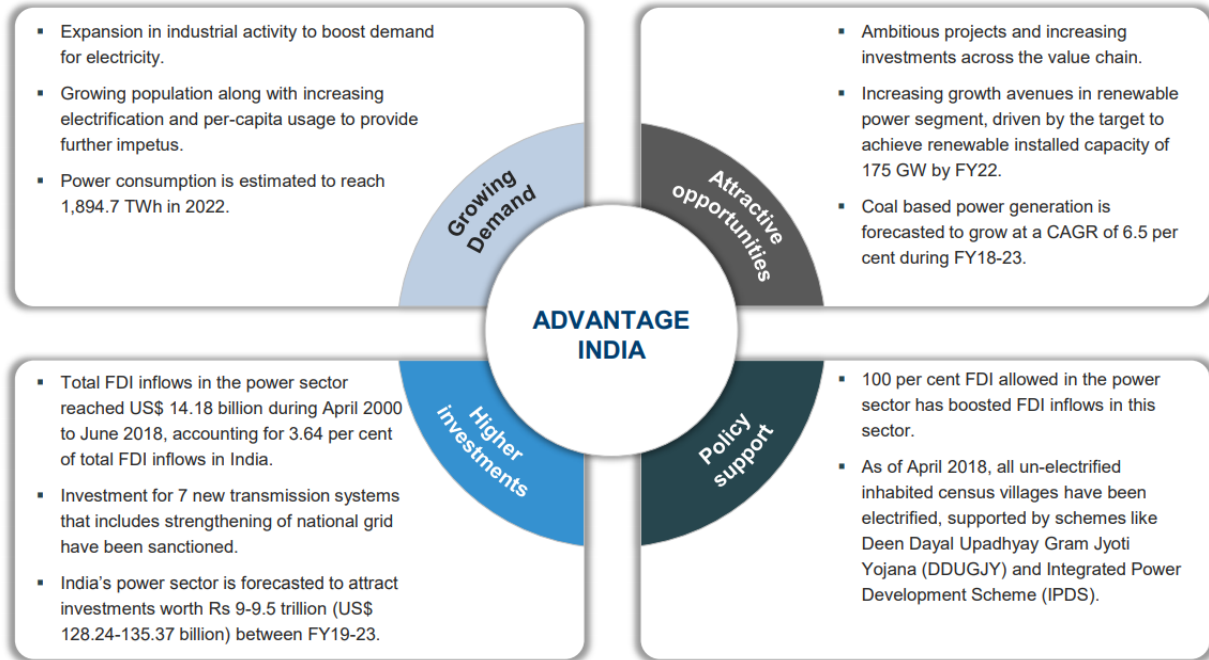 ▪ Expansion in industrial activity to boost demand
for electricity.
▪ Growing population along with increasing
electrification and per-capita usage to provide
further impetus.
▪ Power consumption is estimated to reach
1,894.7 TWh in 2022.
Growing
Demand
▪ Ambitious projects and increasing
investments across the value chain.
▪ Increasing growth avenues in renewable
power segment, driven by the target to
achieve renewable installed capacity of
175 GW by FY22.
▪ Coal based power generation is
forecasted to grow at a CAGR of 6.5 per
cent during FY18-23.
Attractive
opportunities
ADVANTAGE
INDIA
▪ Total FDI inflows in the power sector
reached US$ 14.18 billion during April 2000
to June 2018, accounting for 3.64 per cent
of total FDI inflows in India.
▪ Investment for 7 new transmission systems
that includes strengthening of national grid
have been sanctioned.
▪ India’s power sector is forecasted to attract
investments worth Rs 9-9.5 trillion (US$
128.24-135.37 billion) between FY19-23.
Higher
investments
▪ 100 per cent FDI allowed in the power
sector has boosted FDI inflows in this
sector.
▪ As of April 2018, all un-electrified
inhabited census villages have been
electrified, supported by schemes like
Deen Dayal Upadhyay Gram Jyoti
Yojana (DDUGJY) and Integrated Power
Development Scheme (IPDS).
Policy
support